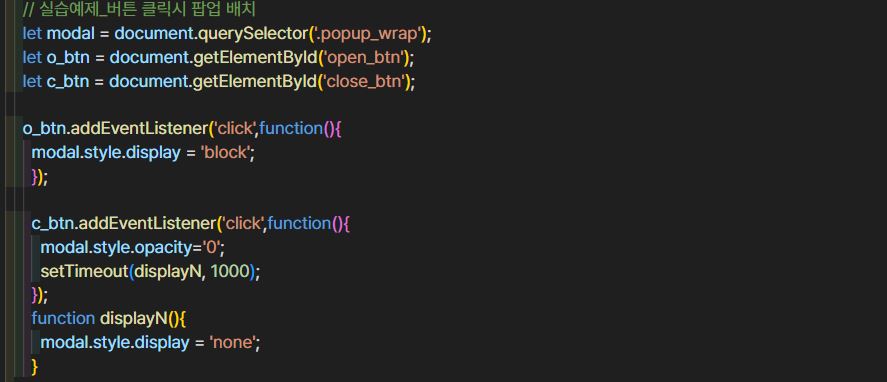 // 실습예제_버튼 클릭시 팝업 배치
let modal = document.querySelector('.popup_wrap');
let o_btn = document.getElementById('open_btn');
let c_btn = document.getElementById('close_btn');
o_btn.addEventListener('click',function(){
modal.style.display = 'block';
});
c_btn.addEventListener('click',function(){
modal.style.opacity='0';
setTimeout(displayN, 1000);
});
function displayN(){
modal.style.display = 'none';
}